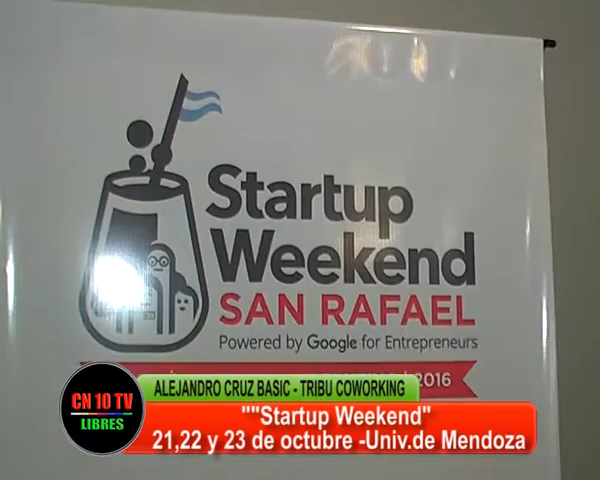 Startup
Weekend
SAN RAFAEL
Powered by Google for Entrepreneurs
2016
CN 10 TV
LIBRES
ALEJANDRO CRUZ BASIC - TRIBU COWORKING
""Startup Weekend"
21,22 y 23 de octubre -Univ.de Mendoza